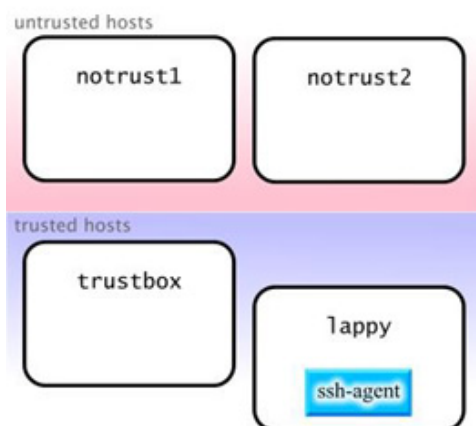 untrusted hosts
notrust1
notrust2
trusted hosts
trustbox
lappy
ssh-agent